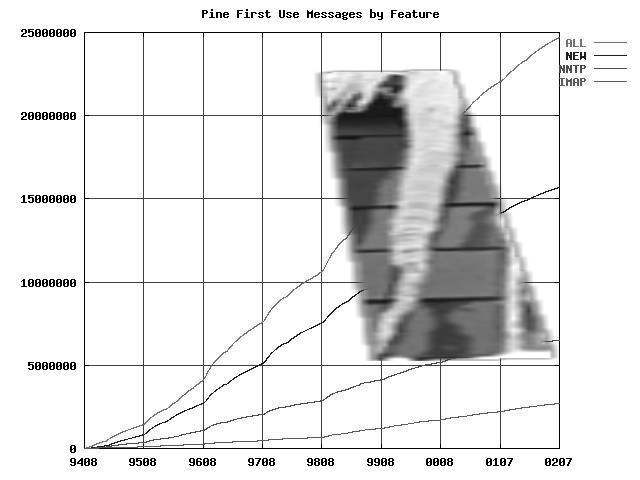 Pine First Use Messages by Feature
25000000
20000000
15000000
10000000
5000000
0
9408 9508 9608 9708 9808 9908 0008 0107 0207
ALL
NEW
NNTP
IMAP